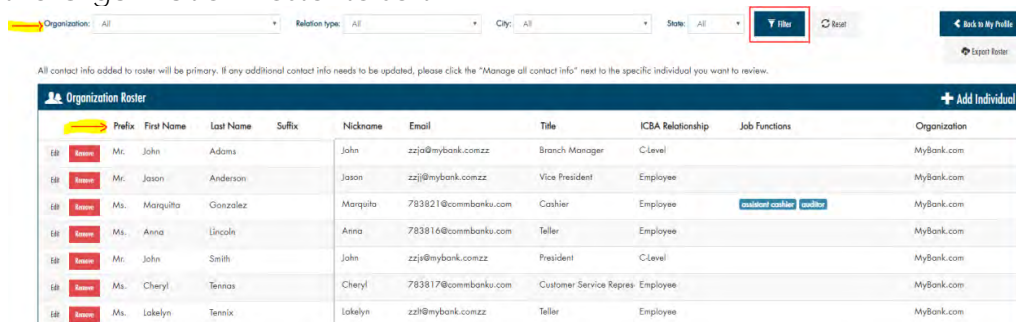 Organization: All Relation type: All City: All State: All Filter Reset Back to My Profile
Export Roster
All contact info added to roster will be primary. If any additional contact info needs to be updated, please click the "Manage all contact info" next to the specific individual you want to review.
Organization Roster Add Individual
Prefix First Name Last Name Suffix Nickname Email Title ICBA Relationship Job Functions Organization
Edit Remove Mr. John Adams John zzja@mybank.comzz Branch Manager C-Level MyBank.com
Edit Remove Mr. Jason Anderson Jason zzjj@mybank.comzz Vice President Employee MyBank.com
Edit Remove Ms. Marquitta Gonzalez Marquita 783821@commbanku.com Cashier Employee assistant cashier auditor MyBank.com
Edit Remove Ms. Anna Lincoln Anna 783816@commbanku.com Teller Employee MyBank.com
Edit Remove Mr. John Smith John zzjs@mybank.comzz President C-Level MyBank.com
Edit Remove Ms. Cheryl Tennas Cheryl 783817@commbanku.com Customer Service Repres Employee MyBank.com
Edit Remove Ms. Lakelyn Tennix Lakelyn zzlt@mybank.comzz Teller Employee MyBank.com